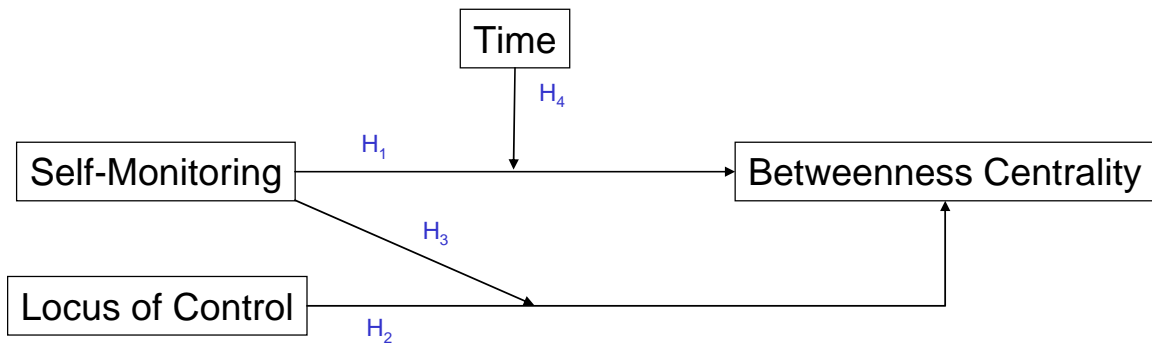 Time
H₄
H₁
Self-Monitoring
Betweenness Centrality
H₃
Locus of Control
H₂